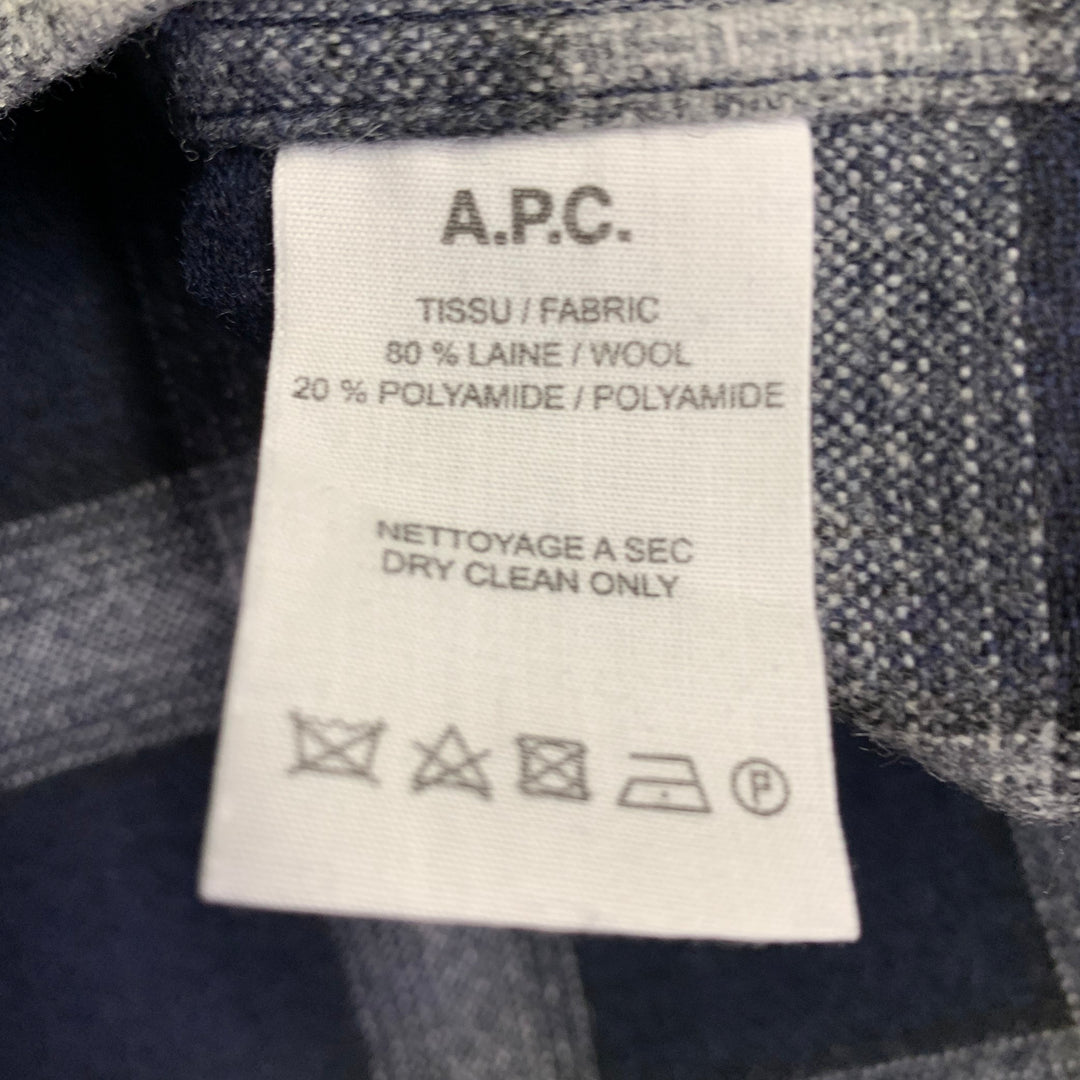 A.P.C.
TISSU / FABRIC
80 % LAINE / WOOL
20 % POLYAMIDE / POLYAMIDE
NETTOYAGE A SEC
DRY CLEAN ONLY
P